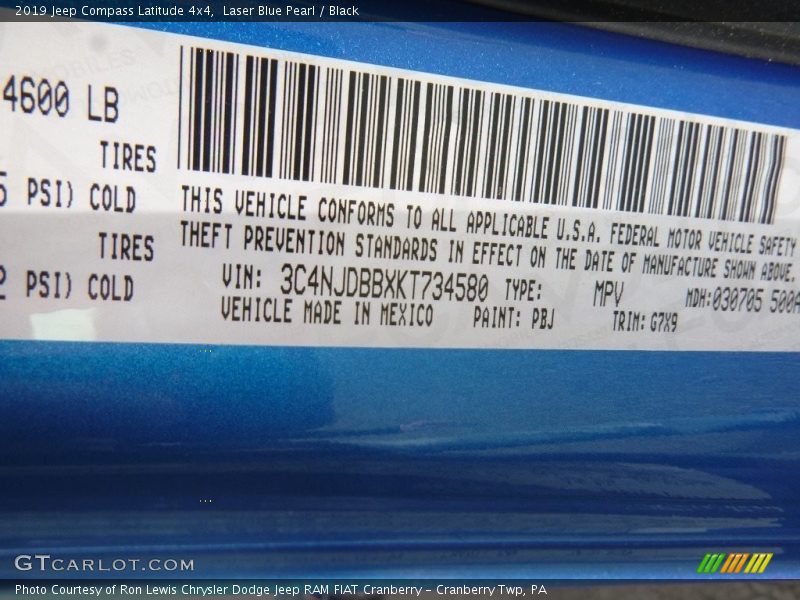 2019 Jeep Compass Latitude 4x4, Laser Blue Pearl / Black
4600 LB
TIRES
PSI) COLD
TIRES
PSI) COLD
THIS VEHICLE CONFORMS TO ALL APPLICABLE U.S.A. FEDERAL MOTOR VEHICLE SAFETY
THEFT PREVENTION STANDARDS IN EFFECT ON THE DATE OF MANUFACTURE SHOWN ABOVE.
VIN: 3C4NJDBBXKT734580 TYPE: MPV MDH:030705 500A
VEHICLE MADE IN MEXICO PAINT: PBJ TRIM: G7X9
GTCARLOT.COM
Photo Courtesy of Ron Lewis Chrysler Dodge Jeep RAM FIAT Cranberry – Cranberry Twp, PA